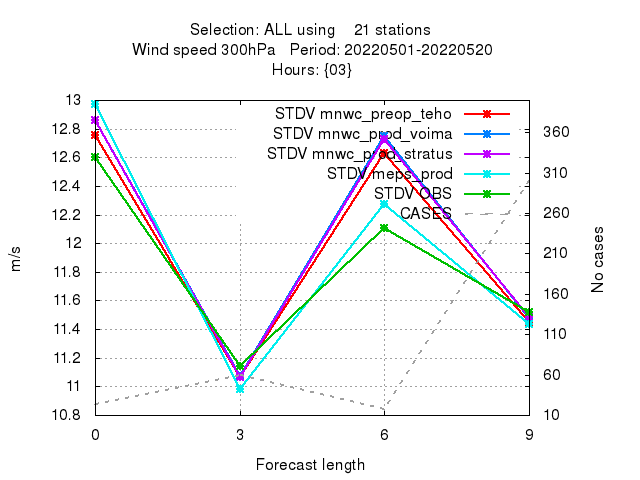 Selection: ALL using 21 stations
Wind speed 300hPa Period: 20220501-20220520
Hours: {03}
STDV mnwc_preop_teho
STDV mnwc_prod_voima
STDV mnwc_prod_stratus
STDV meps_prod
STDV OBS
CASES
13
12.8
12.6
12.4
12.2
12
11.8
11.6
11.4
11.2
11
10.8
m/s
360
310
260
210
160
110
60
10
No cases
0 3 6 9
Forecast length